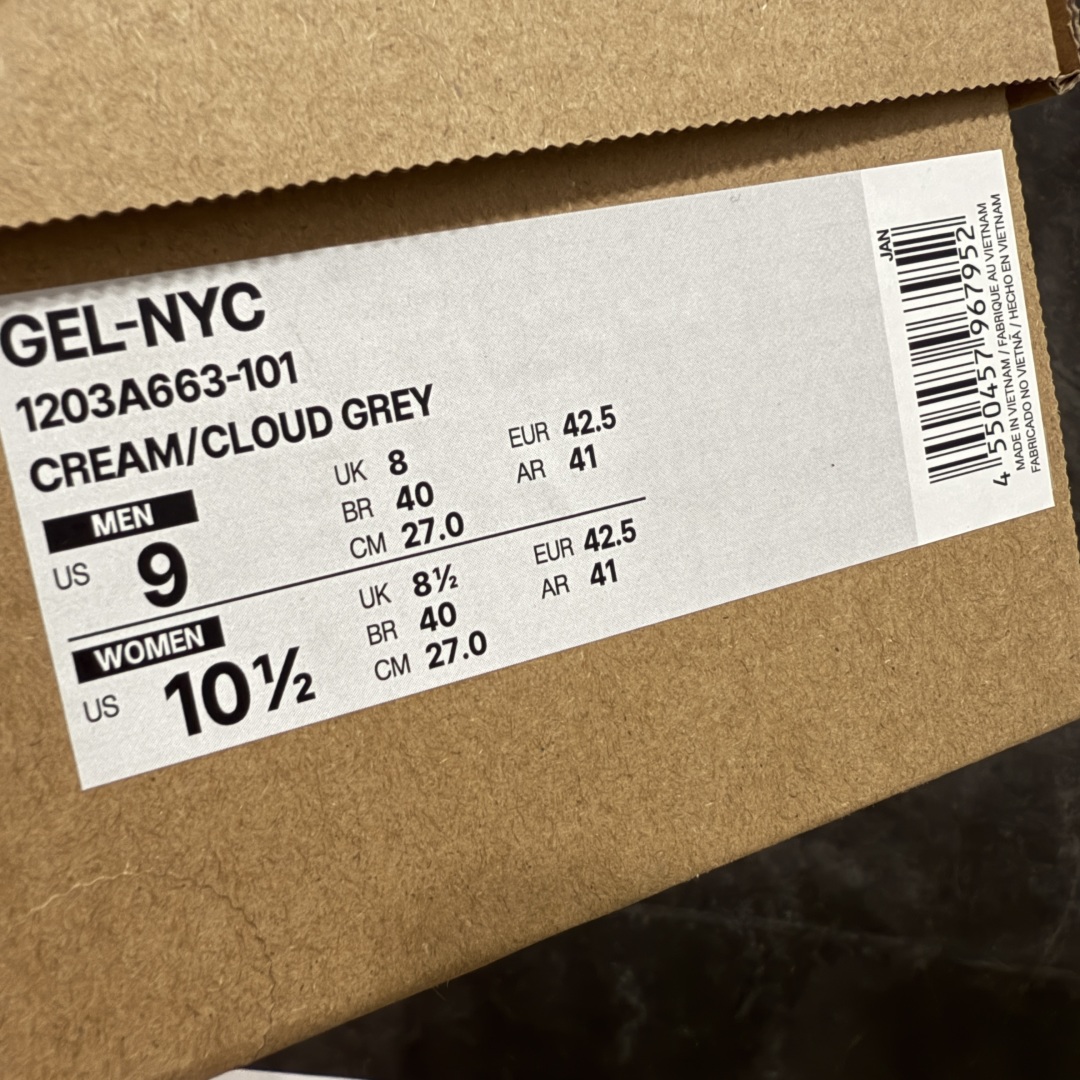 GEL-NYC
1203A663-101
CREAM/CLOUD GREY
MEN
US 9
UK 8
BR 40
CM 27.0
EUR 42.5
AR 41
WOMEN
US 10½
UK 8½
BR 40
CM 27.0
EUR 42.5
AR 41
JAN
4 550457 967952
MADE IN VIETNAM / FABRIQUE AU VIETNAM
FABRICADO NO VIETNÃ / HECHO EN VIETNAM